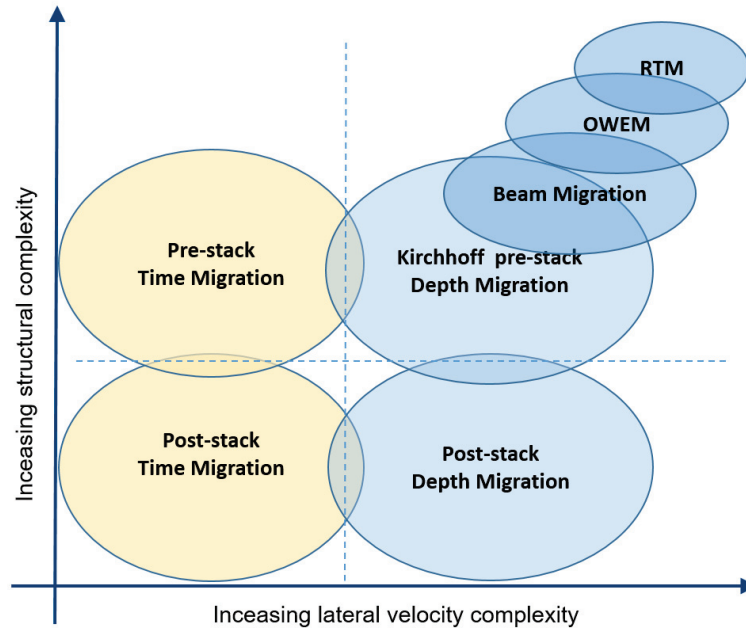 RTM
OWEM
Beam Migration
Pre-stack
Time Migration
Kirchhoff pre-stack
Depth Migration
Post-stack
Time Migration
Post-stack
Depth Migration
Inceasing structural complexity
Inceasing lateral velocity complexity